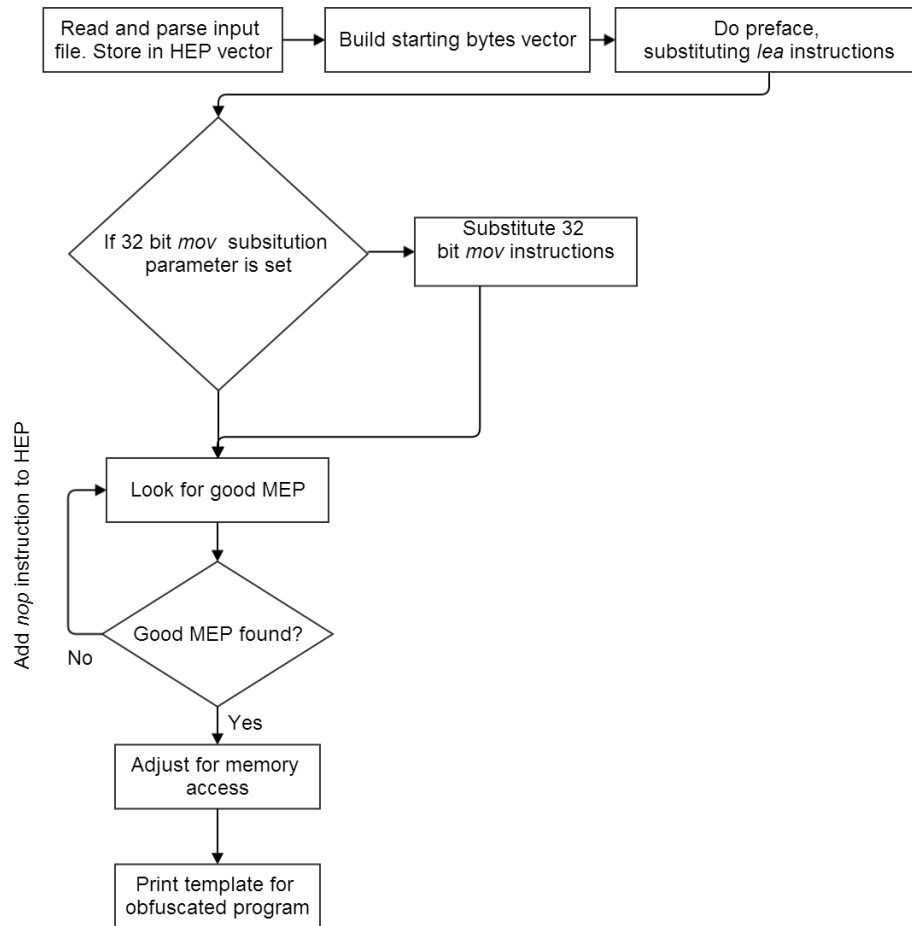 Read and parse input
file. Store in HEP vector
Build starting bytes vector
Do preface,
substituting lea instructions
If 32 bit mov subsitution
parameter is set
Substitute 32
bit mov instructions
Add nop instruction to HEP
Look for good MEP
Good MEP found?
No
Yes
Adjust for memory
access
Print template for
obfuscated program